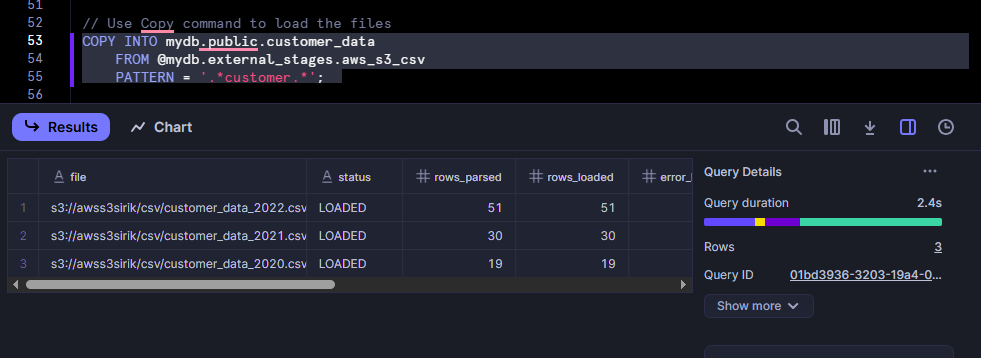 51
52 // Use Copy command to load the files
53 COPY INTO mydb.public.customer_data
54 FROM @mydb.external_stages.aws_s3_csv
55 PATTERN = '.*customer.*';
56
Results Chart
file status rows_parsed rows_loaded error_
1 s3://awss3sirik/csv/customer_data_2022.csv LOADED 51 51
2 s3://awss3sirik/csv/customer_data_2021.csv LOADED 30 30
3 s3://awss3sirik/csv/customer_data_2020.csv LOADED 19 19
Query Details ...
Query duration 2.4s
Rows 3
Query ID 01bd3936-3203-19a4-0...
Show more